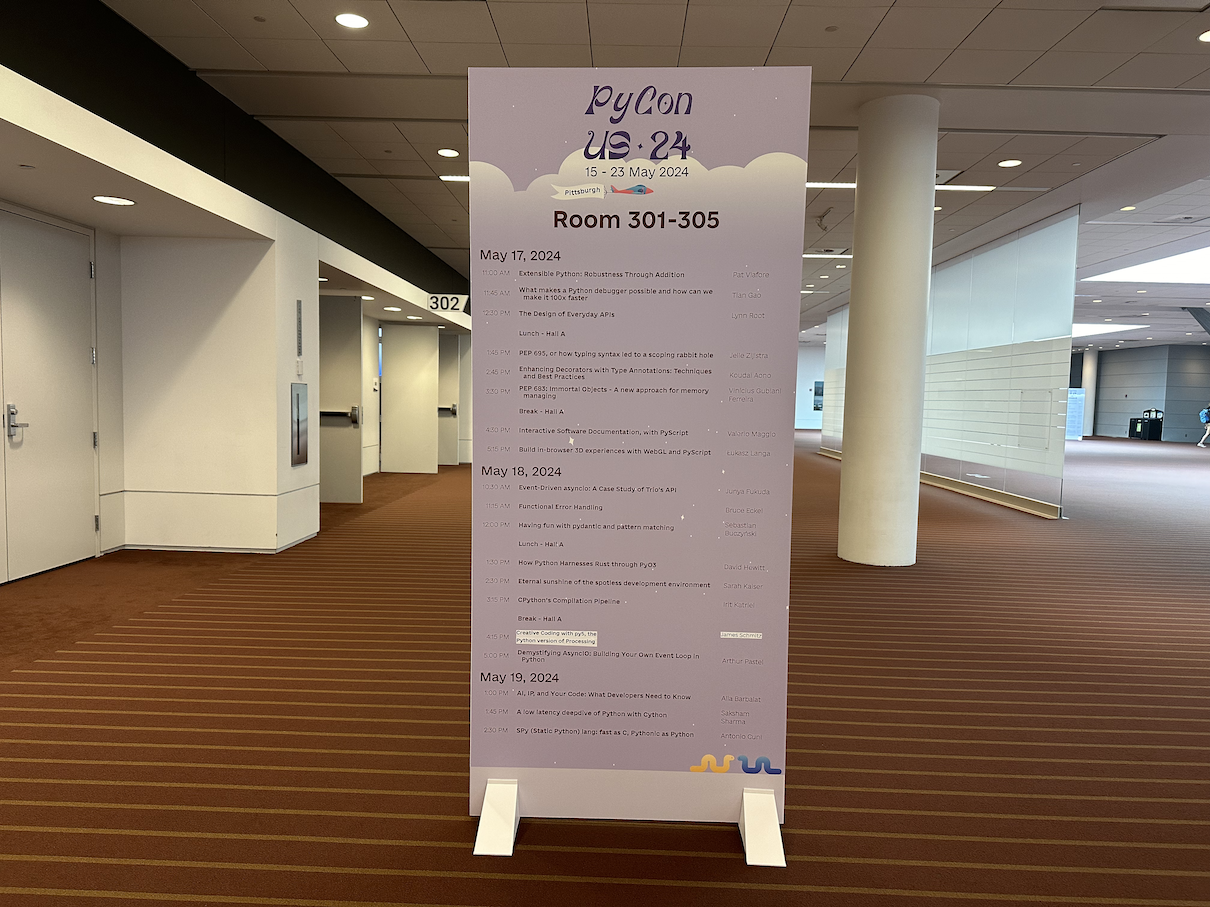 PyCon
US · 24
15 - 23 May 2024
Pittsburgh
Room 301-305
302
May 17, 2024
11:00 AM Extensible Python: Robustness Through Addition Pat Viafore
11:45 AM What makes a Python debugger possible and how can we Tian Gao
make it 100x faster
12:30 PM The Design of Everyday APIs Lynn Root
Lunch - Hall A
1:45 PM PEP 695, or how typing syntax led to a scoping rabbit hole Jelle Zijlstra
2:45 PM Enhancing Decorators with Type Annotations: Techniques Koudai Aono
and Best Practices
PEP 683: Immortal Objects - A new approach for memory Vinícius Gubiani
managing Ferreira
Break - Hall A
4:30 PM Interactive Software Documentation, with PyScript Valerio Maggio
5:15 PM Build in-browser 3D experiences with WebGL and PyScript Łukasz Langa
May 18, 2024
10:30 AM Event-Driven asyncio: A Case Study of Trio's API Junya Fukuda
11:15 AM Functional Error Handling Bruce Eckel
12:00 PM Having fun with pydantic and pattern matching Sebastian
Buczyński
Lunch - Hall A
1:30 PM How Python Harnesses Rust through PyO3 David Hewitt
2:30 PM Eternal sunshine of the spotless development environment Sarah Kaiser
3:15 PM CPython's Compilation Pipeline Irit Katriel
Break - Hall A
4:15 PM Creative Coding with py5, the James Schmitz
Python version of Processing
5:00 PM Demystifying AsyncIO: Building Your Own Event Loop in Arthur Pastel
Python
May 19, 2024
1:00 PM AI, IP, and Your Code: What Developers Need to Know Alla Barbalat
1:45 PM A low latency deepdive of Python with Cython Saksham
Sharma
2:30 PM SPy (Static Python) lang: fast as C, Pythonic as Python Antonio Cuni